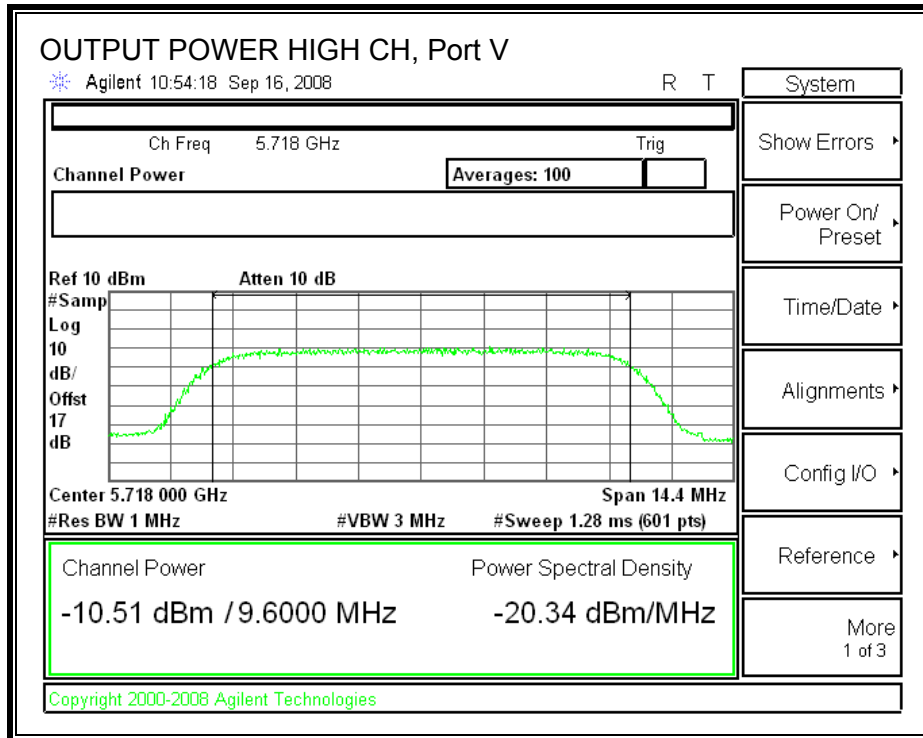 OUTPUT POWER HIGH CH, Port V
Agilent 10:54:18 Sep 16, 2008 R T
System
Ch Freq 5.718 GHz Trig
Show Errors
Channel Power Averages: 100
Power On/
Preset
Ref 10 dBm Atten 10 dB
#Samp
Log
10
dB/
Offst
17
dB
Time/Date
Alignments
Config I/O
Center 5.718 000 GHz Span 14.4 MHz
#Res BW 1 MHz #VBW 3 MHz #Sweep 1.28 ms (601 pts)
Channel Power Power Spectral Density
-10.51 dBm / 9.6000 MHz -20.34 dBm/MHz
Reference
More
1 of 3
Copyright 2000-2008 Agilent Technologies